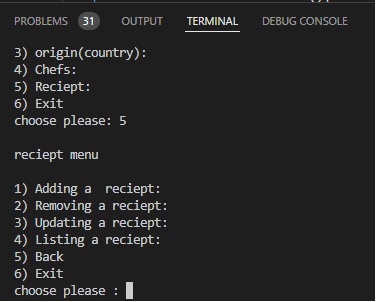 PROBLEMS 31 OUTPUT TERMINAL DEBUG CONSOLE
3) origin(country):
4) Chefs:
5) Reciept:
6) Exit
choose please: 5
reciept menu
1) Adding a  reciept:
2) Removing a reciept:
3) Updating a reciept:
4) Listing a reciept:
5) Back
6) Exit
choose please :